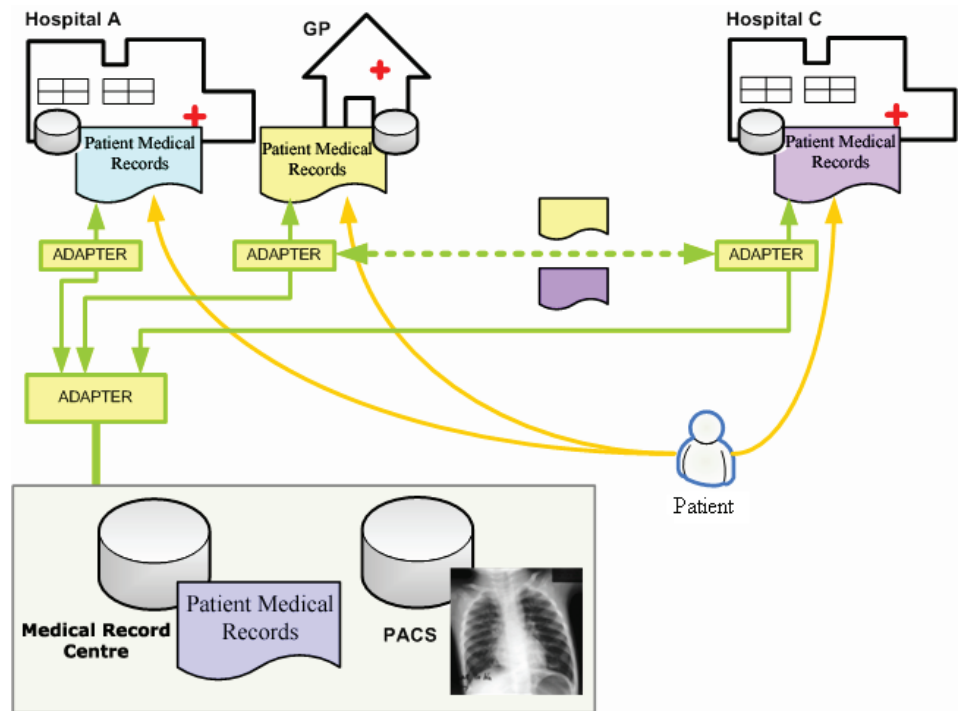 Hospital A
GP
Hospital C
Patient Medical
Records
Patient Medical
Records
Patient Medical
Records
ADAPTER
ADAPTER
ADAPTER
ADAPTER
Patient
Patient Medical
Records
Medical Record
Centre
PACS